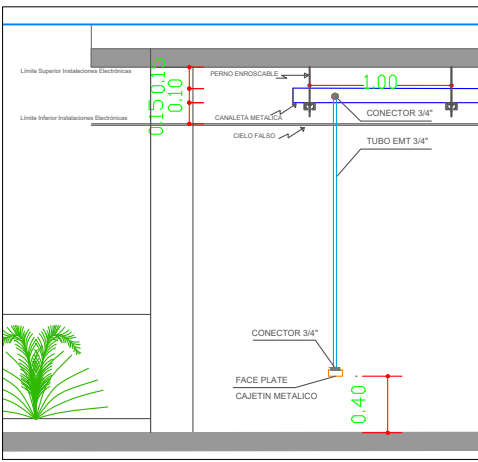 Límite Superior Instalaciones Electrónicas
PERNO ENROSCABLE
1.00
0.15
0.10
0.15
Límite Inferior Instalaciones Electrónicas
CANALETA METALICA
CONECTOR 3/4"
CIELO FALSO
TUBO EMT 3/4"
CONECTOR 3/4"
FACE PLATE
CAJETIN METALICO
0.40